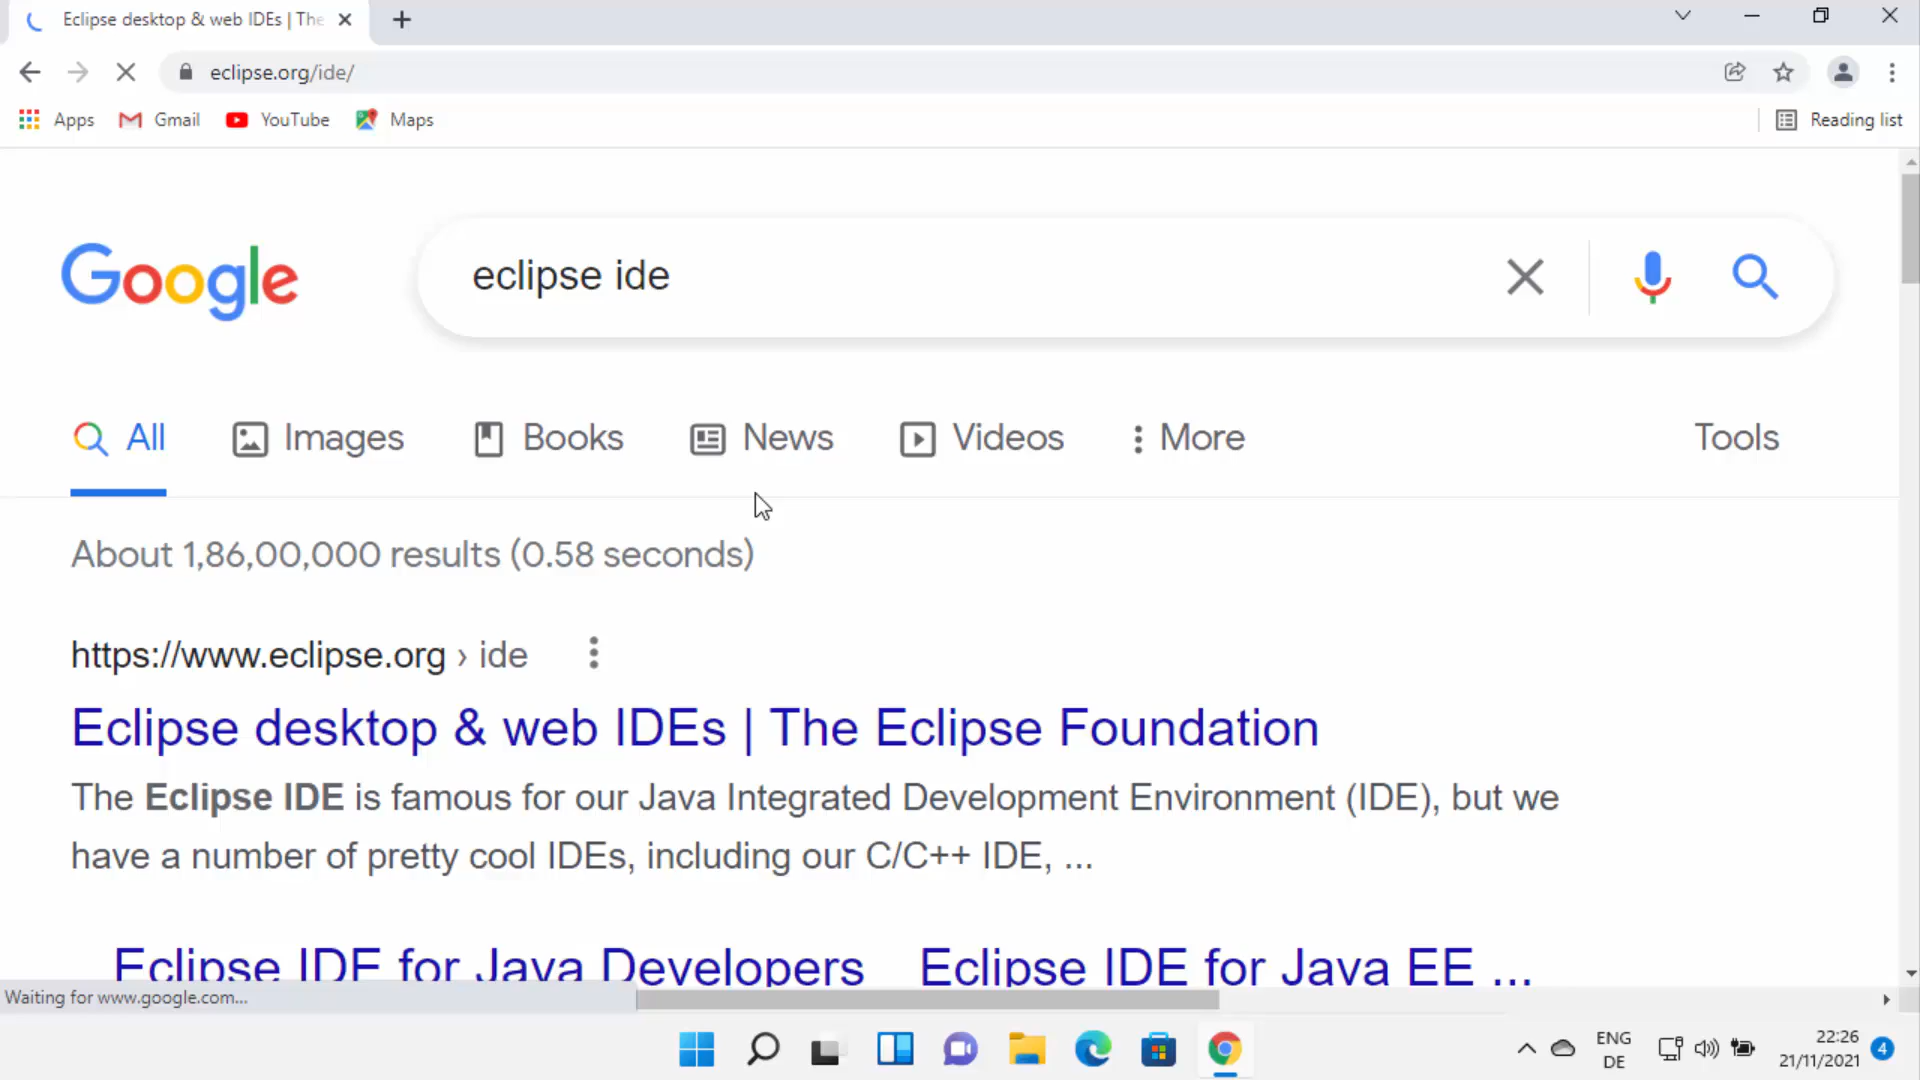 Eclipse desktop & web IDEs | The
eclipse.org/ide/
Apps
Gmail
YouTube
Maps
Reading list
Google
eclipse ide
All
Images
Books
News
Videos
More
Tools
About 1,86,00,000 results (0.58 seconds)
https://www.eclipse.org › ide
Eclipse desktop & web IDEs | The Eclipse Foundation
The Eclipse IDE is famous for our Java Integrated Development Environment (IDE), but we
have a number of pretty cool IDEs, including our C/C++ IDE, ...
Eclipse IDE for Java Developers
Eclipse IDE for Java EE ...
Waiting for www.google.com...
ENG
DE
22:26
21/11/2021
4